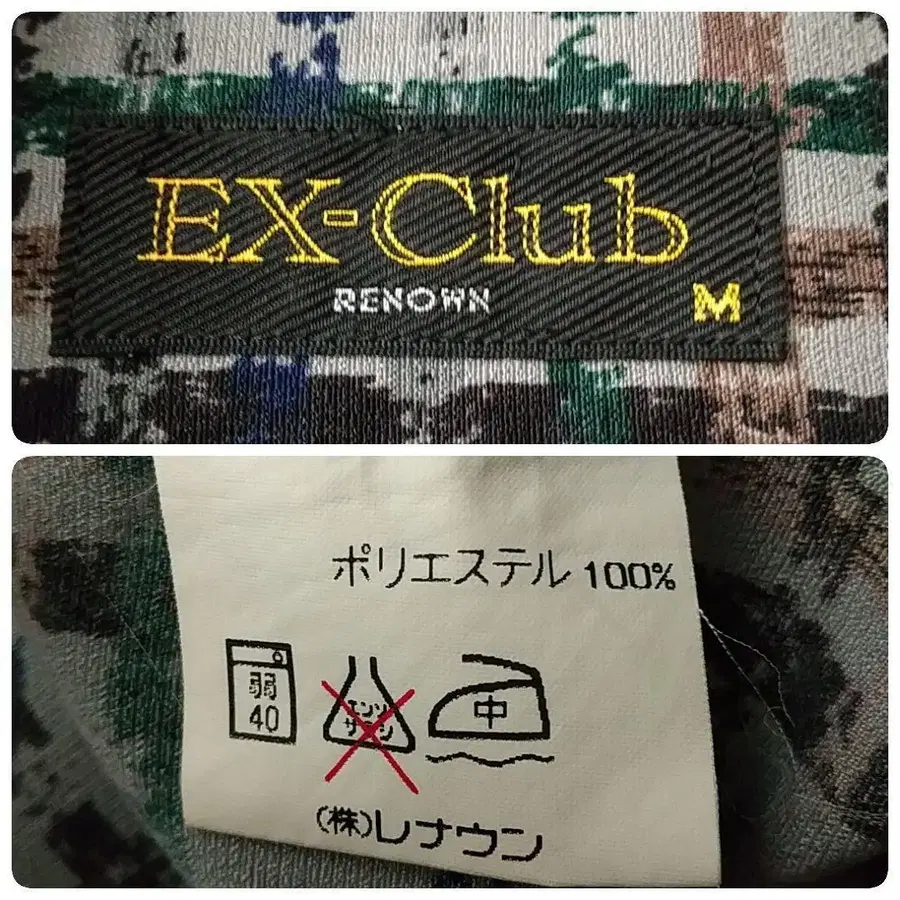 EX-Club
RENOWN
M
ポリエステル 100%
弱
40
エンソ
サラシ
中
(株)レナウン